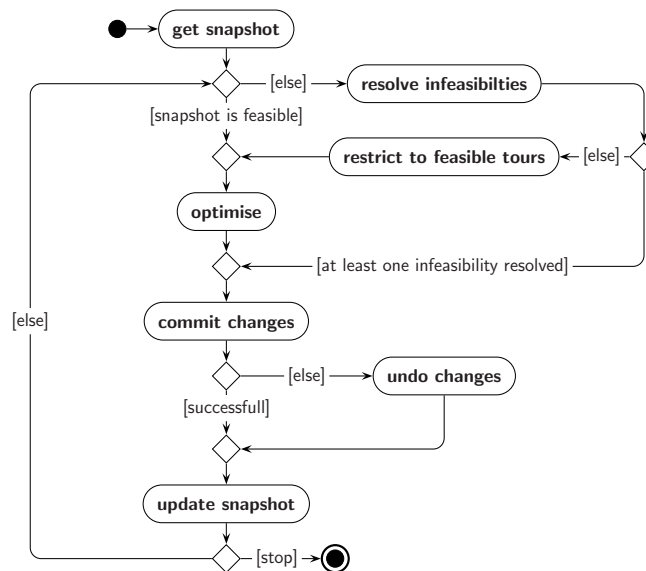 get snapshot
[else]
resolve infeasibilties
[snapshot is feasible]
restrict to feasible tours
[else]
optimise
[at least one infeasibility resolved]
[else]
commit changes
[else]
undo changes
[successfull]
update snapshot
[stop]